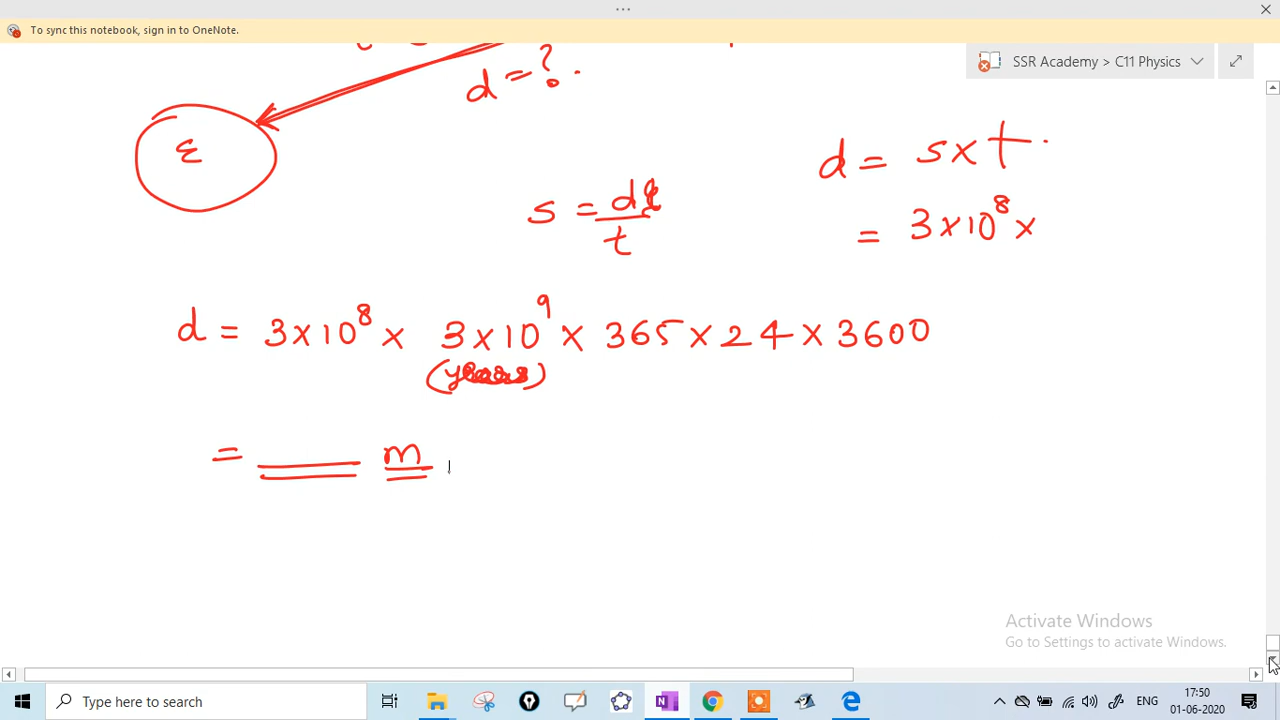 To sync this notebook, sign in to OneNote.
SSR Academy > C11 Physics
d = ?
ε
d = s x t
s = d / t
= 3 x 10⁸ x
d = 3 x 10⁸ x 3 x 10⁹ x 365 x 24 x 3600
(years)
= ____ m
Activate Windows
Go to Settings to activate Windows.
Type here to search
ENG
17:50
01-06-2020